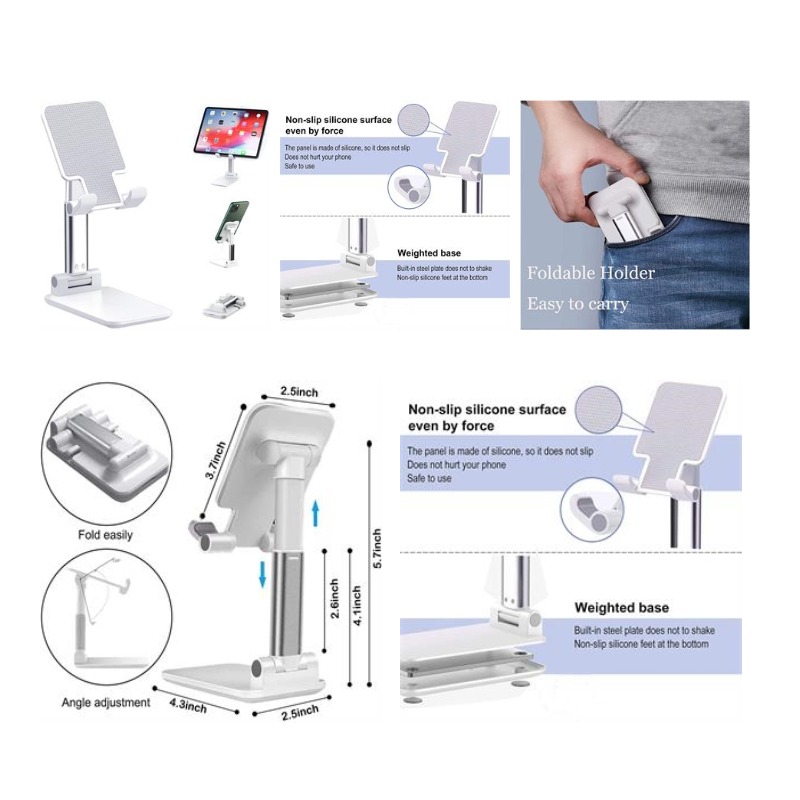 Non-slip silicone surface
even by force
The panel is made of silicone, so it does not slip
Does not hurt your phone
Safe to use
Weighted base
Built-in steel plate does not to shake
Non-slip silicone feet at the bottom
Foldable Holder
Easy to carry
Fold easily
Angle adjustment
2.5inch
3.7inch
5.7inch
2.6inch
4.1inch
4.3inch
2.5inch
Non-slip silicone surface
even by force
The panel is made of silicone, so it does not slip
Does not hurt your phone
Safe to use
Weighted base
Built-in steel plate does not to shake
Non-slip silicone feet at the bottom